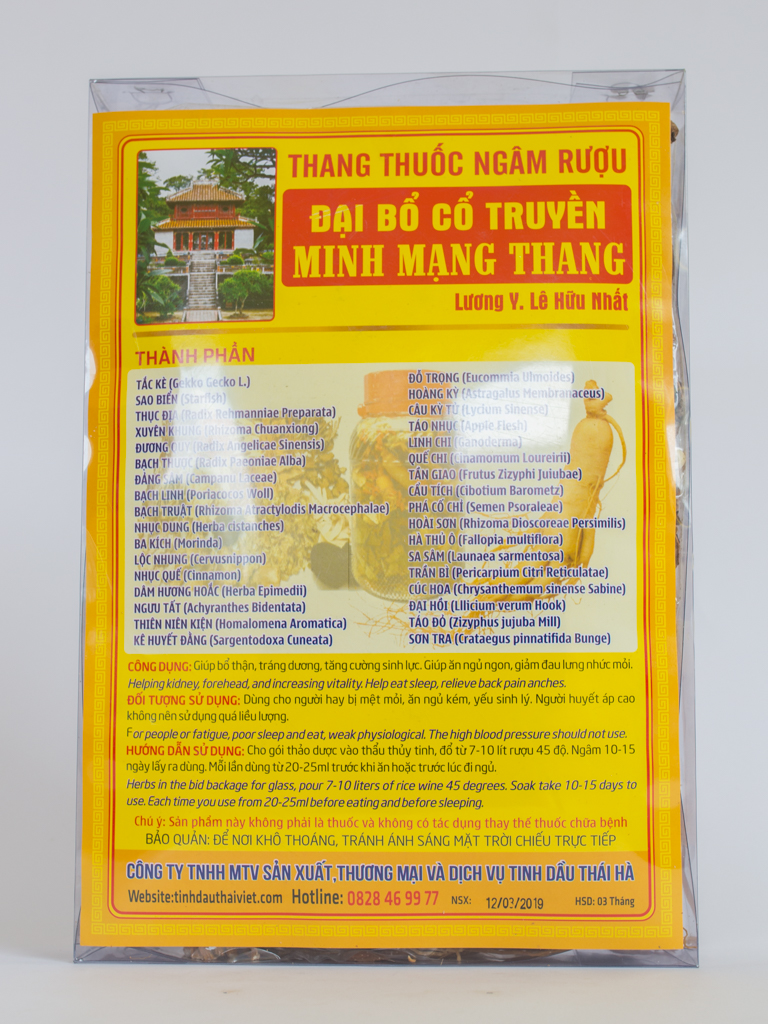 THANG THUỐC NGÂM RƯỢU
ĐẠI BỔ CỔ TRUYỀN
MINH MẠNG THANG
Lương Y. Lê Hữu Nhất
THÀNH PHẦN
TẮC KÈ (Gekko Gecko L.)
SAO BIỂN (Starfish)
THỤC ĐỊA (Radix Rehmanniae Preparata)
XUYÊN KHUNG (Rinzoma Chuanxiong)
ĐƯƠNG QUY (Radix Angelicae Sinensis)
BẠCH THƯỢC (Radix Paeoniae Alba)
ĐẢNG SÂM (Campanu Caceae)
BẠCH LINH (Poriacocos Woll)
BẠCH TRUẬT (Rhizoma Atractylodis Macrocephalae)
NHỤC DUNG (Herba cistanches)
BA KÍCH (Morinda)
LỘC NHUNG (Cervusnippon)
NHỤC QUẾ (Cinnamon)
DÂM HƯƠNG HOẮC (Herba Epimedii)
NGƯU TẤT (Achyranthes Bidentata)
THIÊN NIÊN KIỆN (Homalomena Aromatica)
KÊ HUYẾT ĐẰNG (Sargentodoxa Cuneata)
ĐỖ TRỌNG (Eucommia Ulmoides)
HOÀNG KỲ (Astragalus Membranaceus)
CÂU KỶ TỬ (Lycium Sinense)
TÁO NHỤC (Apple Flesh)
LINH CHI (Ganoderma)
QUẾ CHI (Cinamomum Loureirii)
TÂN GIAO (Frutus Zizyphi Juiubae)
CẨU TÍCH (Cibotium Barometz)
PHÁ CỐ CHỈ (Semen Psoraleae)
HOÀI SƠN (Rhizoma Dioscoreae Persimilis)
HÀ THỦ Ô (Fallopia multiflora)
SA SÂM (Launaea sarmentosa)
TRẦN BÌ (Pericarpium Citri Reticulatae)
CÚC HOA (Chrysanthemum sinense Sabine)
ĐẠI HỒI (Lilicium verum Hook)
TÁO ĐỎ (Zizyphus jujuba Mill)
SƠN TRA (Crataegus pinnatifida Bunge)
CÔNG DỤNG: Giúp bổ thận, tráng dương, tăng cường sinh lực. Giúp ăn ngủ ngon, giảm đau lưng nhức mỏi.
Helping kidney, forehead, and increasing vitality. Help eat sleep, relieve back pain anches.
ĐỐI TƯỢNG SỬ DỤNG: Dùng cho người hay bị mệt mỏi, ăn ngủ kém, yếu sinh lý. Người huyết áp cao
không nên sử dụng quá liều lượng.
For people or fatigue, poor sleep and eat, weak physiological. The high blood pressure should not use.
HƯỚNG DẪN SỬ DỤNG: Cho gói thảo dược vào thẩu thủy tinh, đổ từ 7-10 lít rượu 45 độ. Ngâm 10-15
ngày lấy ra dùng. Mỗi lần dùng từ 20-25ml trước khi ăn hoặc trước lúc đi ngủ.
Herbs in the bid backage for glass, pour 7-10 liters of rice wine 45 degrees. Soak take 10-15 days to
use. Each time you use from 20-25ml before eating and before sleeping.
Chú ý: Sản phẩm này không phải là thuốc và không có tác dụng thay thế thuốc chữa bệnh
BẢO QUẢN: ĐỂ NƠI KHÔ THOÁNG, TRÁNH ÁNH SÁNG MẶT TRỜI CHIẾU TRỰC TIẾP
CÔNG TY TNHH MTV SẢN XUẤT,THƯƠNG MẠI VÀ DỊCH VỤ TINH DẦU THÁI HÀ
Website:tinhdauthaiviet.com Hotline: 0828 46 99 77 NSX: 12/03/2019 HSD: 03 Tháng